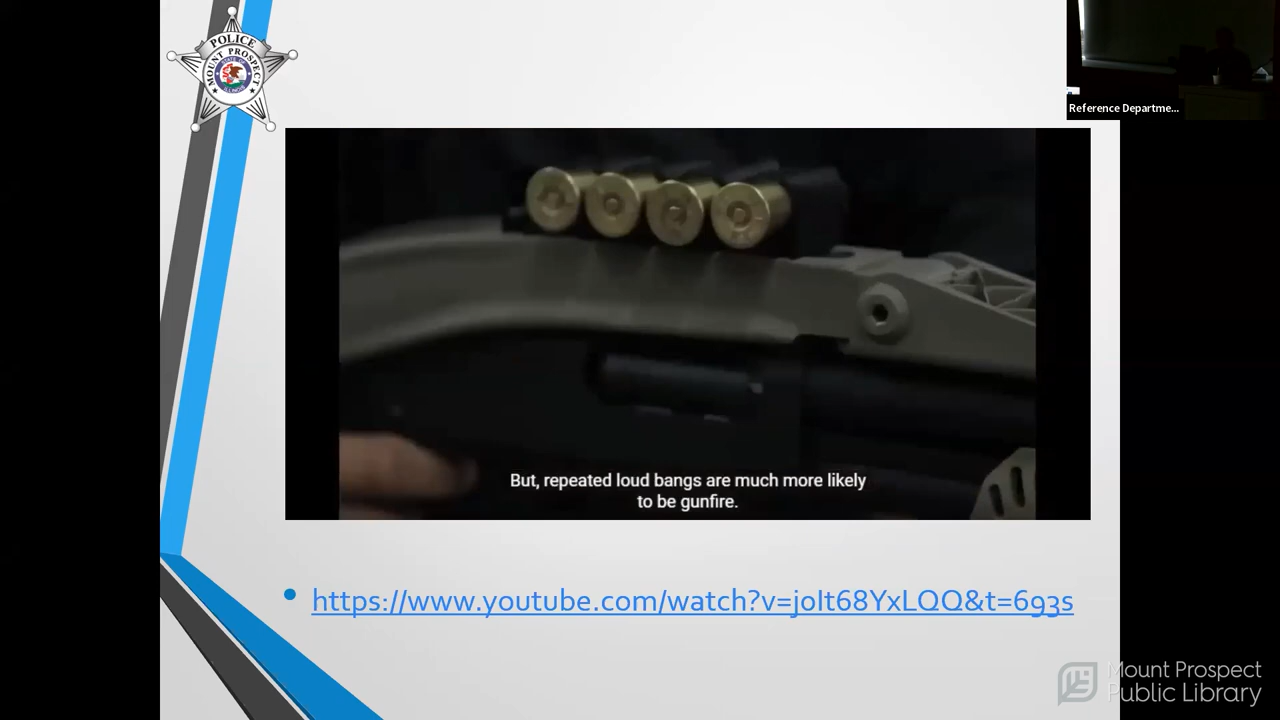 POLICE
MOUNT PROSPECT
ILLINOIS
Reference Departme...
But, repeated loud bangs are much more likely
to be gunfire.
https://www.youtube.com/watch?v=joIt68YxLQQ&t=693s
Mount Prospect
Public Library